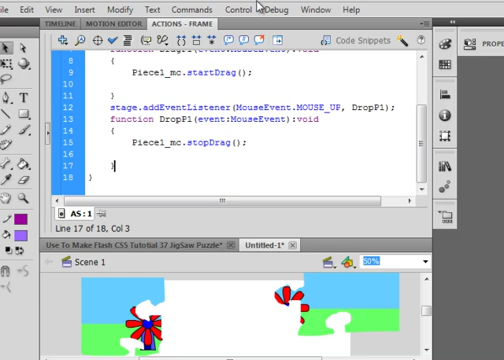 File Edit View Insert Modify Text Commands Control Debug Window Help
TIMELINE MOTION EDITOR ACTIONS - FRAME
Code Snippets
PROPE
8 {
9 Piece1_mc.startDrag();
10
11 }
12 stage.addEventListener(MouseEvent.MOUSE_UP, DropP1);
13 function DropP1(event:MouseEvent):void
14 {
15 Piece1_mc.stopDrag();
16
17 }
18 }
AS : 1
Line 17 of 18, Col 3
Use To Make Flash CS5 Tutorial 37 JigSaw Puzzle* Untitled-1*
Scene 1
50%